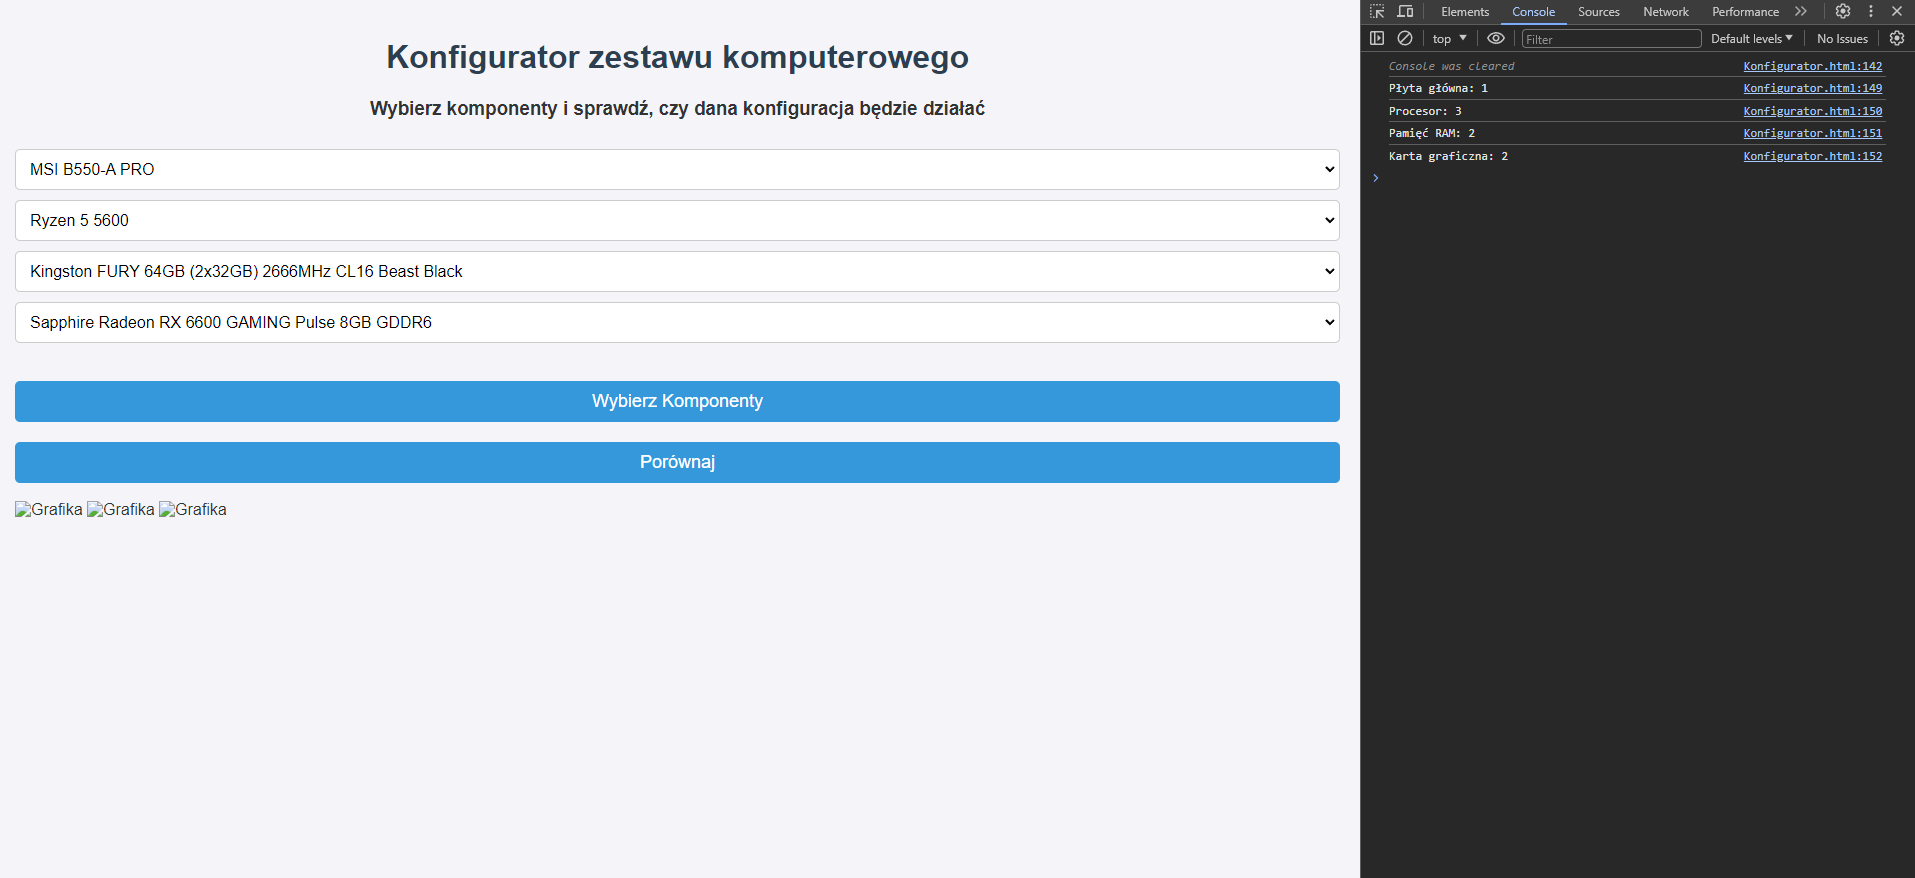 Konfigurator zestawu komputerowego
Wybierz komponenty i sprawdź, czy dana konfiguracja będzie działać
MSI B550-A PRO
Ryzen 5 5600
Kingston FURY 64GB (2x32GB) 2666MHz CL16 Beast Black
Sapphire Radeon RX 6600 GAMING Pulse 8GB GDDR6
Wybierz Komponenty
Porównaj
Grafika Grafika Grafika
Elements Console Sources Network Performance
top Filter Default levels No Issues
Console was cleared Konfigurator.html:142
Płyta główna: 1 Konfigurator.html:149
Procesor: 3 Konfigurator.html:150
Pamięć RAM: 2 Konfigurator.html:151
Karta graficzna: 2 Konfigurator.html:152